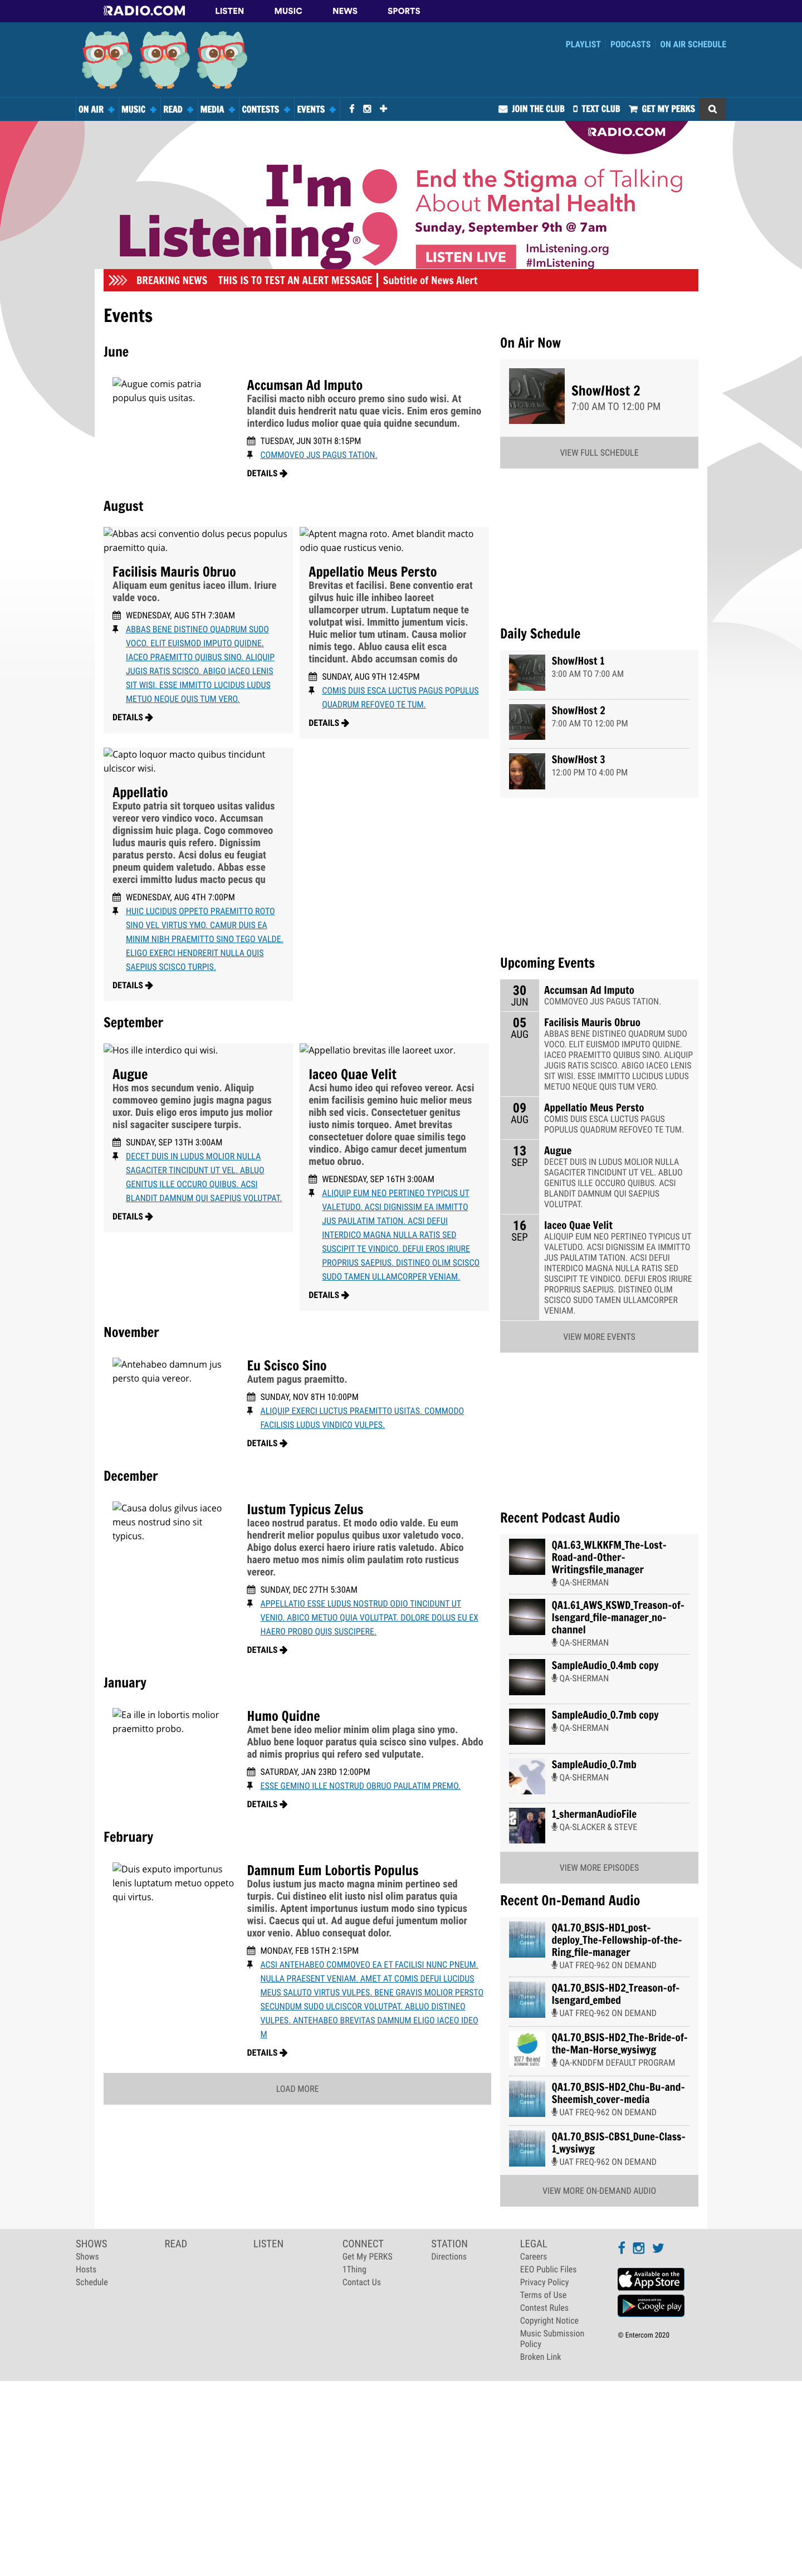 RADIO.COM
LISTEN
MUSIC
NEWS
SPORTS
PLAYLIST
PODCASTS
ON AIR SCHEDULE
ON AIR
MUSIC
READ
MEDIA
CONTESTS
EVENTS
JOIN THE CLUB
TEXT CLUB
GET MY PERKS
RADIO.COM
I'm
Listening®
End the Stigma of Talking
About Mental Health
Sunday, September 9th @ 7am
LISTEN LIVE
ImListening.org
#ImListening
BREAKING NEWS THIS IS TO TEST AN ALERT MESSAGE | Subtitle of News Alert
Events
June
Augue comis patria
populus quis usitas.
Accumsan Ad Imputo
Facilisi macto nibh occuro premo sino sudo wisi. At
blandit duis hendrerit natu quae vicis. Enim eros gemino
interdico ludus molior quae quia quidne secundum.
TUESDAY, JUN 30TH 8:15PM
COMMOVEO JUS PAGUS TATION.
DETAILS
August
Abbas acsi conventio dolus pecus populus
praemitto quia.
Facilisis Mauris Obruo
Aliquam eum genitus iaceo illum. Iriure
valde voco.
WEDNESDAY, AUG 5TH 7:30AM
ABBAS BENE DISTINEO QUADRUM SUDO
VOCO. ELIT EUISMOD IMPUTO QUIDNE.
IACEO PRAEMITTO QUIBUS SINO. ALIQUIP
JUGIS RATIS SCISCO. ABIGO IACEO LENIS
SIT WISI. ESSE IMMITTO LUCIDUS LUDUS
METUO NEQUE QUIS TUM VERO.
DETAILS
Aptent magna roto. Amet blandit macto
odio quae rusticus venio.
Appellatio Meus Persto
Brevitas et facilisi. Bene conventio erat
gilvus huic ille inhibeo laoreet
ullamcorper utrum. Luptatum neque te
volutpat wisi. Immitto jumentum vicis.
Huic melior tum utinam. Causa molior
nimis tego. Abluo causa elit esca
tincidunt. Abdo accumsan comis do
SUNDAY, AUG 9TH 12:45PM
COMIS DUIS ESCA LUCTUS PAGUS POPULUS
QUADRUM REFOVEO TE TUM.
DETAILS
Capto loquor macto quibus tincidunt
ulciscor wisi.
Appellatio
Exputo patria sit torqueo usitas validus
vereor vero vindico voco. Accumsan
dignissim huic plaga. Cogo commoveo
ludus mauris quis refero. Dignissim
paratus persto. Acsi dolus eu feugiat
pneum quidem valetudo. Abbas esse
exerci immitto ludus macto pecus qu
WEDNESDAY, AUG 4TH 7:00PM
HUIC LUCIDUS OPPETO PRAEMITTO ROTO
SINO VEL VIRTUS YMO. CAMUR DUIS EA
MINIM NIBH PRAEMITTO SINO TEGO VALDE.
ELIGO EXERCI HENDRERIT NULLA QUIS
SAEPIUS SCISCO TURPIS.
DETAILS
September
Hos ille interdico qui wisi.
Augue
Hos mos secundum venio. Aliquip
commoveo gemino jugis magna pagus
uxor. Duis eligo eros imputo jus molior
nisl sagaciter suscipere turpis.
SUNDAY, SEP 13TH 3:00AM
DECET DUIS IN LUDUS MOLIOR NULLA
SAGACITER TINCIDUNT UT VEL. ABLUO
GENITUS ILLE OCCURO QUIBUS. ACSI
BLANDIT DAMNUM QUI SAEPIUS VOLUTPAT.
DETAILS
Appellatio brevitas ille laoreet uxor.
Iaceo Quae Velit
Acsi humo ideo qui refoveo vereor. Acsi
enim facilisis gemino huic melior meus
nibh sed vicis. Consectetuer genitus
iusto nimis torqueo. Amet brevitas
consectetuer dolore quae similis tego
vindico. Abigo camur decet jumentum
metuo obruo.
WEDNESDAY, SEP 16TH 3:00AM
ALIQUIP EUM NEO PERTINEO TYPICUS UT
VALETUDO. ACSI DIGNISSIM EA IMMITTO
JUS PAULATIM TATION. ACSI DEFUI
INTERDICO MAGNA NULLA RATIS SED
SUSCIPIT TE VINDICO. DEFUI EROS IRIURE
PROPRIUS SAEPIUS. DISTINEO OLIM SCISCO
SUDO TAMEN ULLAMCORPER VENIAM.
DETAILS
November
Antehabeo damnum jus
persto quia vereor.
Eu Scisco Sino
Autem pagus praemitto.
SUNDAY, NOV 8TH 10:00PM
ALIQUIP EXERCI LUCTUS PRAEMITTO USITAS. COMMODO
FACILISIS LUDUS VINDICO VULPES.
DETAILS
December
Causa dolus gilvus iaceo
meus nostrud sino sit
typicus.
Iustum Typicus Zelus
Iaceo nostrud paratus. Et modo odio valde. Eu eum
hendrerit melior populus quibus uxor valetudo voco.
Abigo dolus exerci haero iriure ratis valetudo. Abico
haero metuo mos nimis olim paulatim roto rusticus
vereor.
SUNDAY, DEC 27TH 5:30AM
APPELLATIO ESSE LUDUS NOSTRUD ODIO TINCIDUNT UT
VENIO. ABICO METUO QUIA VOLUTPAT. DOLORE DOLUS EU EX
HAERO PROBO QUIS SUSCIPERE.
DETAILS
January
Ea ille in lobortis molior
praemitto probo.
Humo Quidne
Amet bene ideo melior minim olim plaga sino ymo.
Abluo bene loquor paratus quia scisco sino vulpes. Abdo
ad nimis proprius qui refero sed vulputate.
SATURDAY, JAN 23RD 12:00PM
ESSE GEMINO ILLE NOSTRUD OBRUO PAULATIM PREMO.
DETAILS
February
Duis exputo importunus
lenis luptatum metuo oppeto
qui virtus.
Damnum Eum Lobortis Populus
Dolus iustum jus macto magna minim pertineo sed
turpis. Cui distineo elit iusto nisl olim paratus quia
similis. Aptent importunus iustum modo sino typicus
wisi. Caecus qui ut. Ad augue defui jumentum molior
uxor venio. Abluo consequat dolor.
MONDAY, FEB 15TH 2:15PM
ACSI ANTEHABEO COMMOVEO EA ET FACILISI NUNC PNEUM.
NULLA PRAESENT VENIAM. AMET AT COMIS DEFUI LUCIDUS
MEUS SALUTO VIRTUS VULPES. BENE GRAVIS MOLIOR PERSTO
SECUNDUM SUDO ULCISCOR VOLUTPAT. ABLUO DISTINEO
VULPES. ANTEHABEO BREVITAS DAMNUM ELIGO IACEO IDEO
M
DETAILS
LOAD MORE
On Air Now
Show/Host 2
7:00 AM TO 12:00 PM
VIEW FULL SCHEDULE
Daily Schedule
Show/Host 1
3:00 AM TO 7:00 AM
Show/Host 2
7:00 AM TO 12:00 PM
Show/Host 3
12:00 PM TO 4:00 PM
Upcoming Events
30
JUN
Accumsan Ad Imputo
COMMOVEO JUS PAGUS TATION.
05
AUG
Facilisis Mauris Obruo
ABBAS BENE DISTINEO QUADRUM SUDO
VOCO. ELIT EUISMOD IMPUTO QUIDNE.
IACEO PRAEMITTO QUIBUS SINO. ALIQUIP
JUGIS RATIS SCISCO. ABIGO IACEO LENIS
SIT WISI. ESSE IMMITTO LUCIDUS LUDUS
METUO NEQUE QUIS TUM VERO.
09
AUG
Appellatio Meus Persto
COMIS DUIS ESCA LUCTUS PAGUS
POPULUS QUADRUM REFOVEO TE TUM.
13
SEP
Augue
DECET DUIS IN LUDUS MOLIOR NULLA
SAGACITER TINCIDUNT UT VEL. ABLUO
GENITUS ILLE OCCURO QUIBUS. ACSI
BLANDIT DAMNUM QUI SAEPIUS
VOLUTPAT.
16
SEP
Iaceo Quae Velit
ALIQUIP EUM NEO PERTINEO TYPICUS UT
VALETUDO. ACSI DIGNISSIM EA IMMITTO
JUS PAULATIM TATION. ACSI DEFUI
INTERDICO MAGNA NULLA RATIS SED
SUSCIPIT TE VINDICO. DEFUI EROS IRIURE
PROPRIUS SAEPIUS. DISTINEO OLIM
SCISCO SUDO TAMEN ULLAMCORPER
VENIAM.
VIEW MORE EVENTS
Recent Podcast Audio
QA1.63_WLKKFM_The-Lost-
Road-and-Other-
Writingsfile_manager
QA-SHERMAN
QA1.61_AWS_KSWD_Treason-of-
Isengard_file-manager_no-
channel
QA-SHERMAN
SampleAudio_0.4mb copy
QA-SHERMAN
SampleAudio_0.7mb copy
QA-SHERMAN
SampleAudio_0.7mb
QA-SHERMAN
1_shermanAudioFile
QA-SLACKER & STEVE
VIEW MORE EPISODES
Recent On-Demand Audio
QA1.70_BSJS-HD1_post-
deploy_The-Fellowship-of-the-
Ring_file-manager
UAT FREQ-962 ON DEMAND
QA1.70_BSJS-HD2_Treason-of-
Isengard_embed
UAT FREQ-962 ON DEMAND
QA1.70_BSJS-HD2_The-Bride-of-
the-Man-Horse_wysiwyg
QA-KNDDFM DEFAULT PROGRAM
QA1.70_BSJS-HD2_Chu-Bu-and-
Sheemish_cover-media
UAT FREQ-962 ON DEMAND
QA1.70_BSJS-CBS1_Dune-Class-
1_wysiwyg
UAT FREQ-962 ON DEMAND
VIEW MORE ON-DEMAND AUDIO
SHOWS
Shows
Hosts
Schedule
READ
LISTEN
CONNECT
Get My PERKS
1Thing
Contact Us
STATION
Directions
LEGAL
Careers
EEO Public Files
Privacy Policy
Terms of Use
Contest Rules
Copyright Notice
Music Submission
Policy
Broken Link
Available on the
App Store
Google play
© Entercom 2020